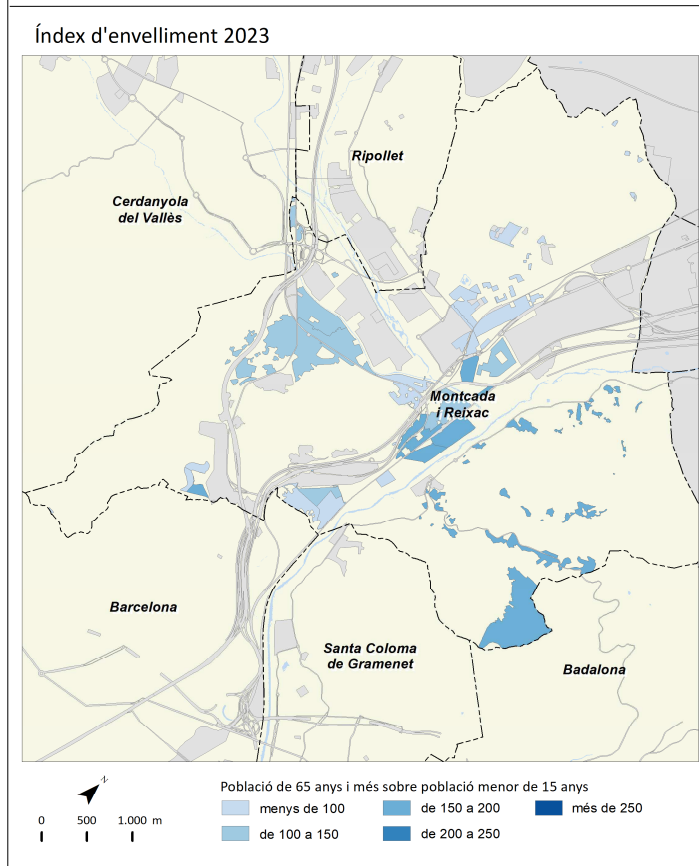 Índex d'envelliment 2023
Ripollet
Cerdanyola
del Vallès
Montcada
i Reixac
Barcelona
Santa Coloma
de Gramenet
Badalona
N
0 500 1.000 m
Població de 65 anys i més sobre població menor de 15 anys
menys de 100
de 150 a 200
més de 250
de 100 a 150
de 200 a 250